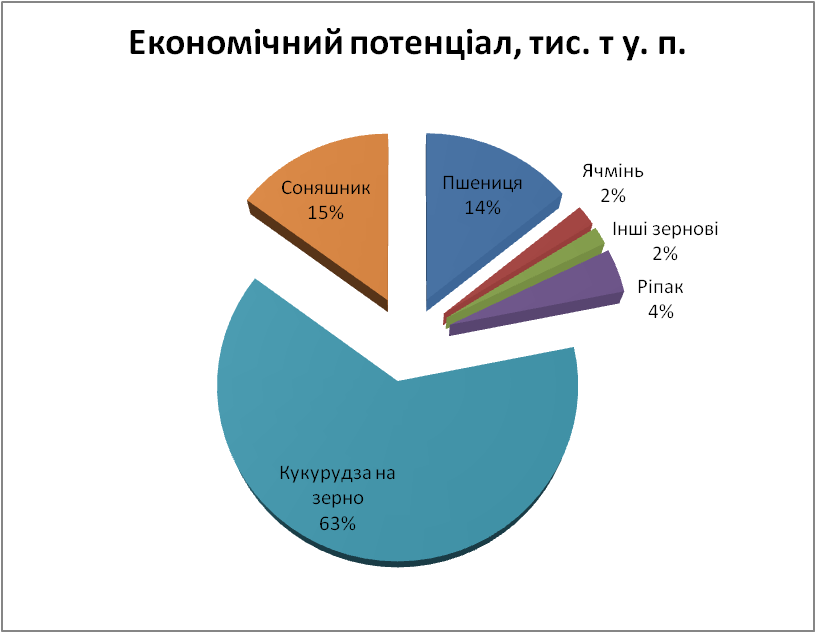 Економічний потенціал, тис. т у. п.
Соняшник
15%
Пшениця
14%
Ячмінь
2%
Інші зернові
2%
Ріпак
4%
Кукурудза на
зерно
63%